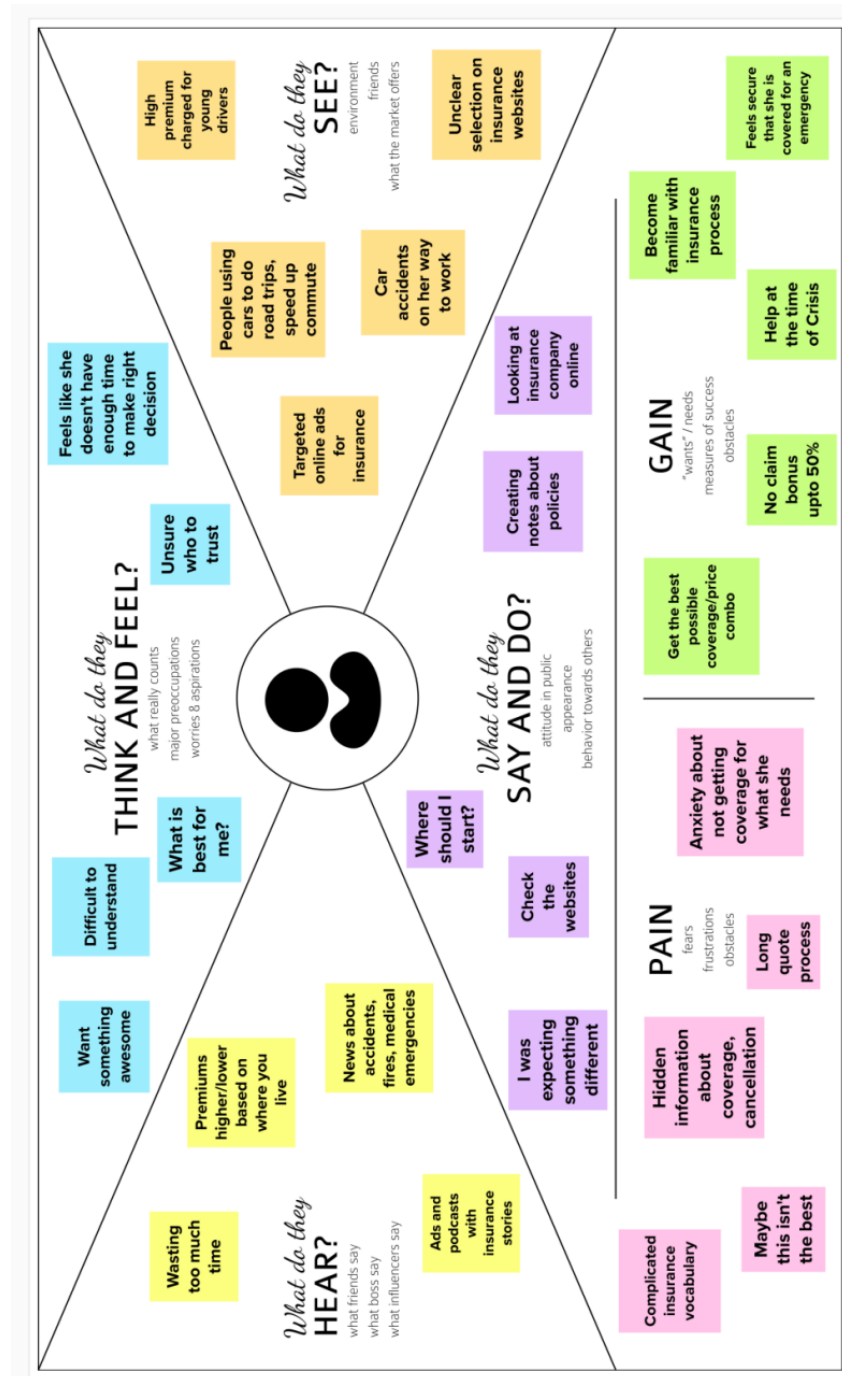 What do they
THINK AND FEEL?
what really counts
major preoccupations
worries & aspirations
Want
something
awesome
Difficult to
understand
What is
best for
me?
Unsure
who to
trust
Feels like she
doesn't have
enough time
to make right
decision
What do they
HEAR?
what friends say
what boss say
what influencers say
Wasting
too much
time
Premiums
higher/lower
based on
where you
live
News about
accidents,
fires, medical
emergencies
Ads and
podcasts
with
insurance
stories
What do they
SEE?
environment
friends
what the market offers
High
premium
charged for
young
drivers
People using
cars to do
road trips,
speed up
commute
Targeted
online ads
for
insurance
Car
accidents
on her way
to work
Unclear
selection on
insurance
websites
What do they
SAY AND DO?
attitude in public
appearance
behavior towards others
Where
should I
start?
Check
the
websites
I was
expecting
something
different
Creating
notes about
policies
Looking at
insurance
company
online
PAIN
fears
frustrations
obstacles
Complicated
insurance
vocabulary
Maybe
this isn't
the best
Hidden
information
about
coverage,
cancellation
Long
quote
process
Anxiety about
not getting
coverage for
what she
needs
GAIN
"wants" / needs
measures of success
obstacles
Get the best
possible
coverage/price
combo
No claim
bonus
upto 50%
Help at
the time
of Crisis
Become
familiar with
insurance
process
Feels secure
that she is
covered for an
emergency